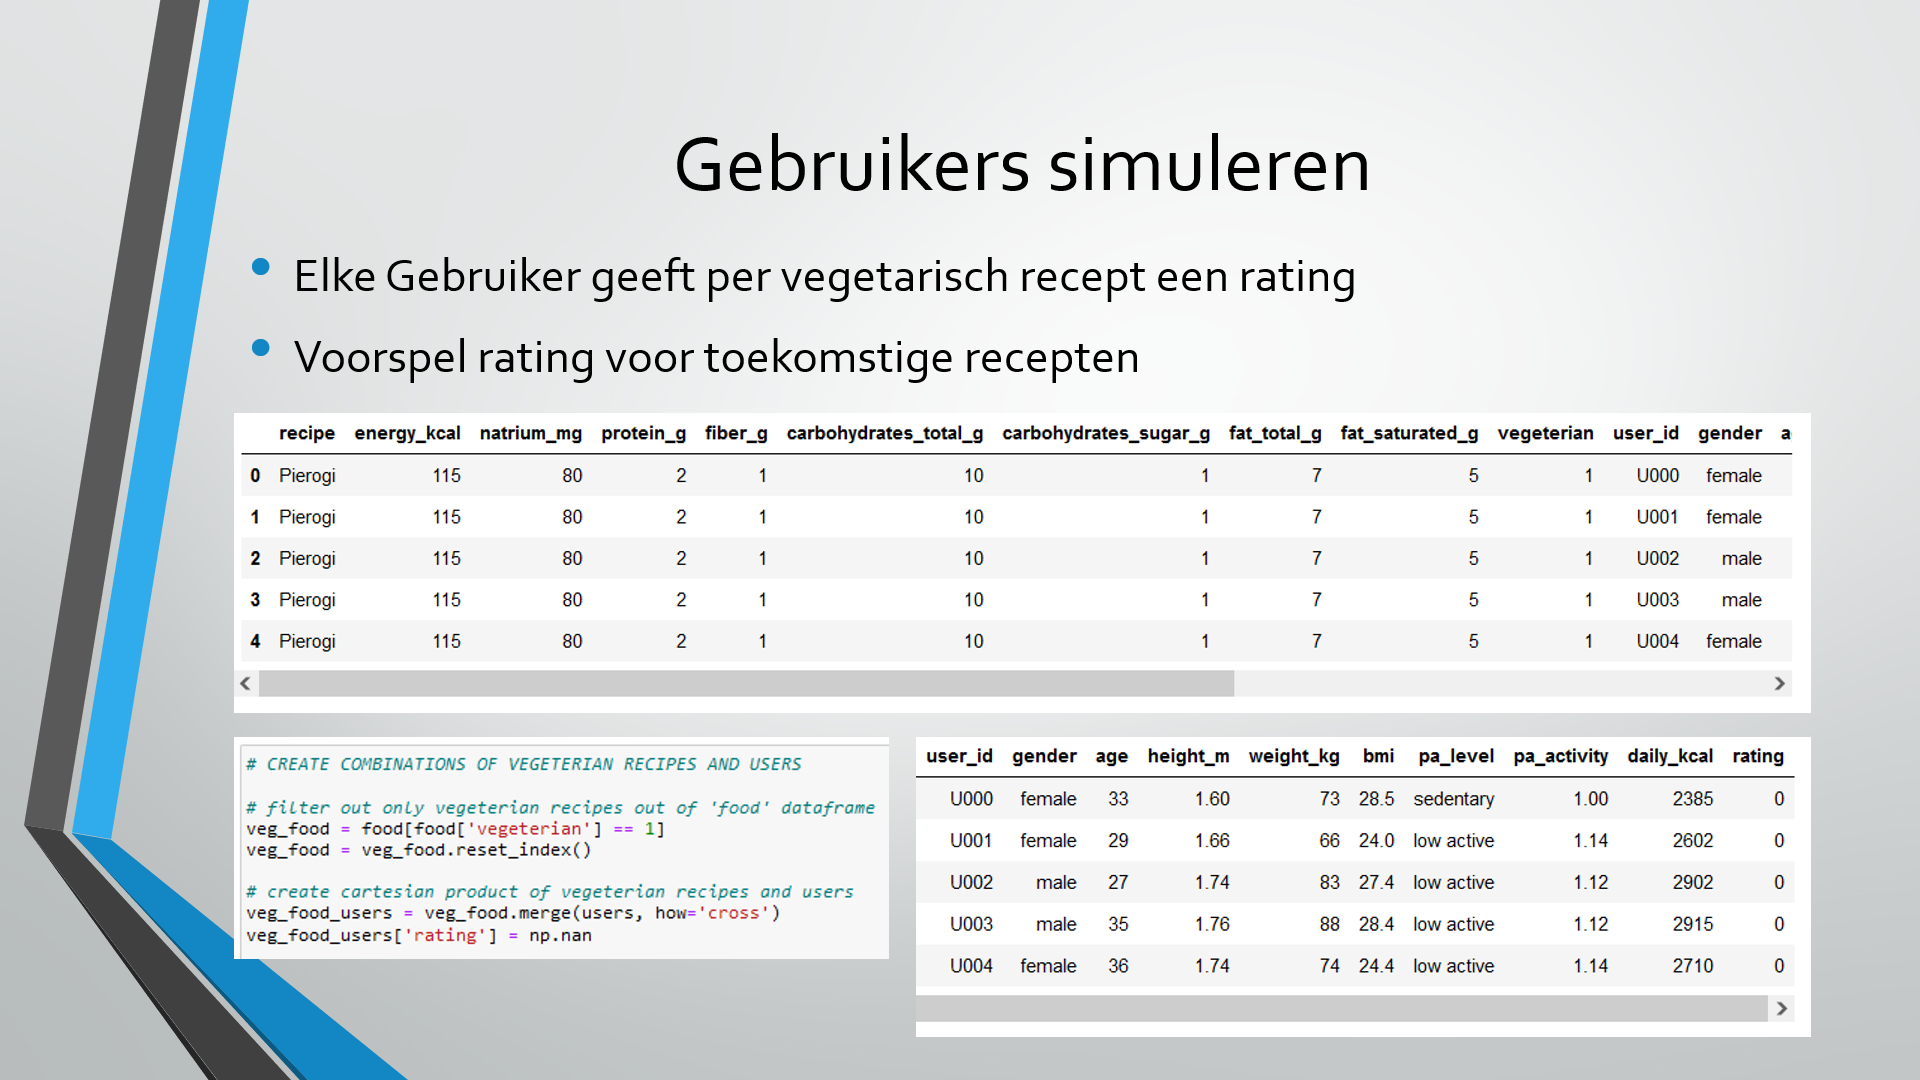 Gebruikers simuleren
Elke Gebruiker geeft per vegetarisch recept een rating
Voorspel rating voor toekomstige recepten
recipe energy_kcal natrium_mg protein_g fiber_g carbohydrates_total_g carbohydrates_sugar_g fat_total_g fat_saturated_g vegeterian user_id gender a
0 Pierogi 115 80 2 1 10 1 7 5 1 U000 female
1 Pierogi 115 80 2 1 10 1 7 5 1 U001 female
2 Pierogi 115 80 2 1 10 1 7 5 1 U002 male
3 Pierogi 115 80 2 1 10 1 7 5 1 U003 male
4 Pierogi 115 80 2 1 10 1 7 5 1 U004 female
# CREATE COMBINATIONS OF VEGETERIAN RECIPES AND USERS
# filter out only vegeterian recipes out of 'food' dataframe
veg_food = food[food['vegeterian'] == 1]
veg_food = veg_food.reset_index()
# create cartesian product of vegeterian recipes and users
veg_food_users = veg_food.merge(users, how='cross')
veg_food_users['rating'] = np.nan
user_id gender age height_m weight_kg bmi pa_level pa_activity daily_kcal rating
U000 female 33 1.60 73 28.5 sedentary 1.00 2385 0
U001 female 29 1.66 66 24.0 low active 1.14 2602 0
U002 male 27 1.74 83 27.4 low active 1.12 2902 0
U003 male 35 1.76 88 28.4 low active 1.12 2915 0
U004 female 36 1.74 74 24.4 low active 1.14 2710 0